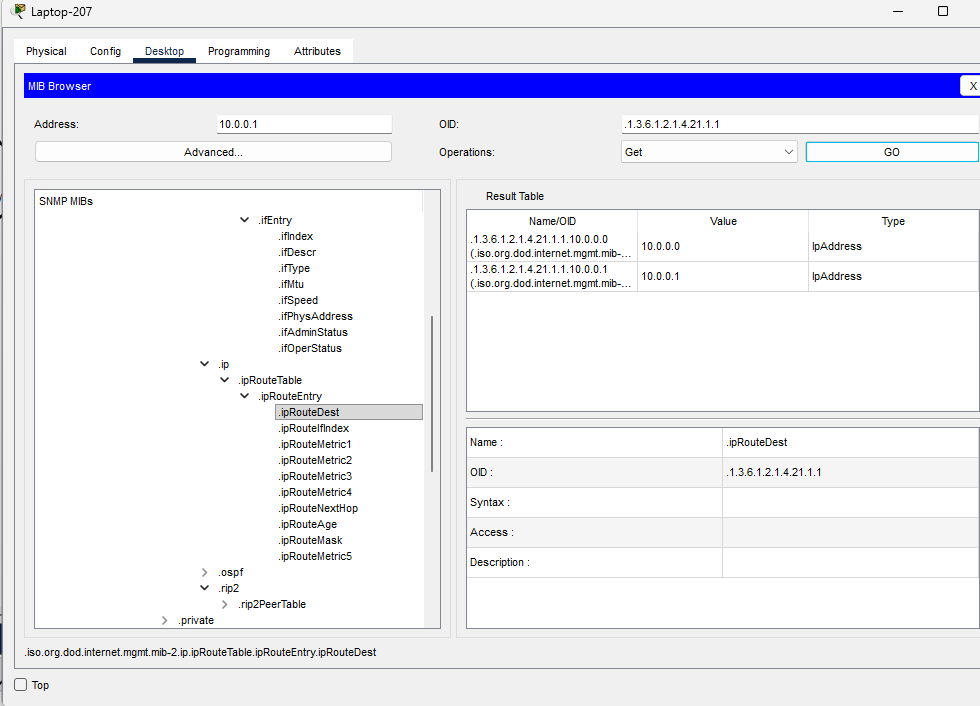 Laptop-207
Physical Config Desktop Programming Attributes
MIB Browser X
Address: 10.0.0.1 OID: .1.3.6.1.2.1.4.21.1.1
Advanced... Operations: Get GO
SNMP MIBs
.ifEntry
.ifIndex
.ifDescr
.ifType
.ifMtu
.ifSpeed
.ifPhysAddress
.ifAdminStatus
.ifOperStatus
.ip
.ipRouteTable
.ipRouteEntry
.ipRouteDest
.ipRouteIfIndex
.ipRouteMetric1
.ipRouteMetric2
.ipRouteMetric3
.ipRouteMetric4
.ipRouteNextHop
.ipRouteAge
.ipRouteMask
.ipRouteMetric5
.ospf
.rip2
.rip2PeerTable
.private
Result Table
Name/OID Value Type
.1.3.6.1.2.1.4.21.1.1.10.0.0.0
(.iso.org.dod.internet.mgmt.mib-... 10.0.0.0 IpAddress
.1.3.6.1.2.1.4.21.1.1.10.0.0.1
(.iso.org.dod.internet.mgmt.mib-... 10.0.0.1 IpAddress
Name : .ipRouteDest
OID : .1.3.6.1.2.1.4.21.1.1
Syntax :
Access :
Description :
.iso.org.dod.internet.mgmt.mib-2.ip.ipRouteTable.ipRouteEntry.ipRouteDest
Top